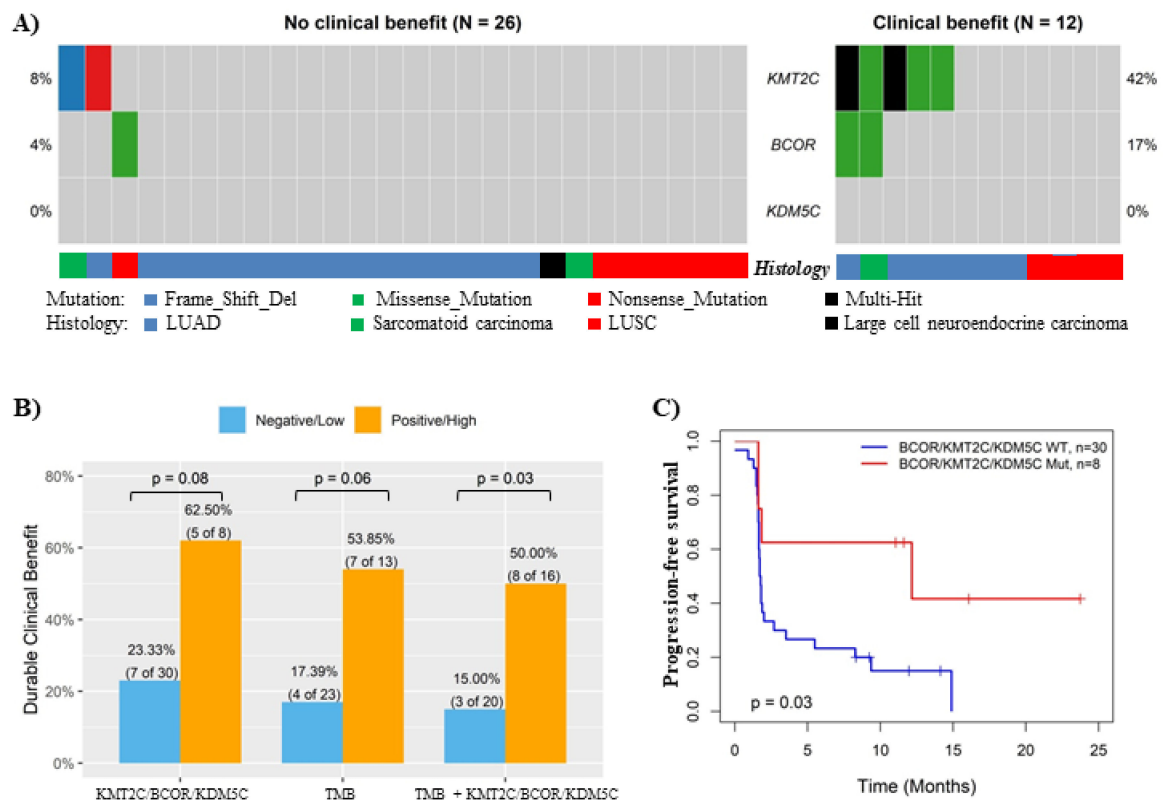 A)
No clinical benefit (N = 26)
Clinical benefit (N = 12)
8%
KMT2C
42%
4%
BCOR
17%
0%
KDM5C
0%
Histology
Mutation: Frame_Shift_Del Missense_Mutation Nonsense_Mutation Multi-Hit
Histology: LUAD Sarcomatoid carcinoma LUSC Large cell neuroendocrine carcinoma
B)
Negative/Low Positive/High
Durable Clinical Benefit
80%
60%
40%
20%
0%
p = 0.08
p = 0.06
p = 0.03
62.50%
(5 of 8)
53.85%
(7 of 13)
50.00%
(8 of 16)
23.33%
(7 of 30)
17.39%
(4 of 23)
15.00%
(3 of 20)
KMT2C/BCOR/KDM5C
TMB
TMB + KMT2C/BCOR/KDM5C
C)
BCOR/KMT2C/KDM5C WT, n=30
BCOR/KMT2C/KDM5C Mut, n=8
Progression-free survival
1.0
0.8
0.6
0.4
0.2
0.0
p = 0.03
0 5 10 15 20 25
Time (Months)